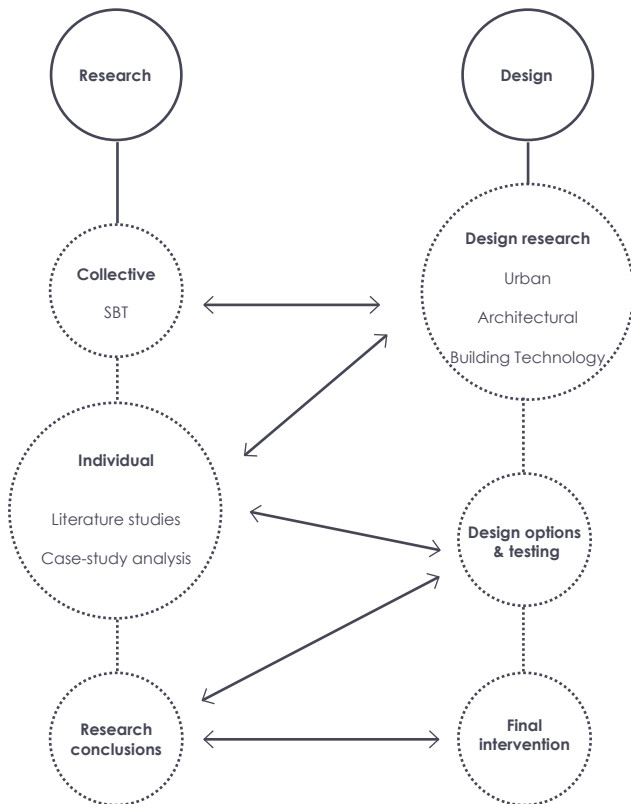 Research
Design
Collective
SBT
Design research
Urban
Architectural
Building Technology
Individual
Literature studies
Case-study analysis
Design options
& testing
Research
conclusions
Final
intervention